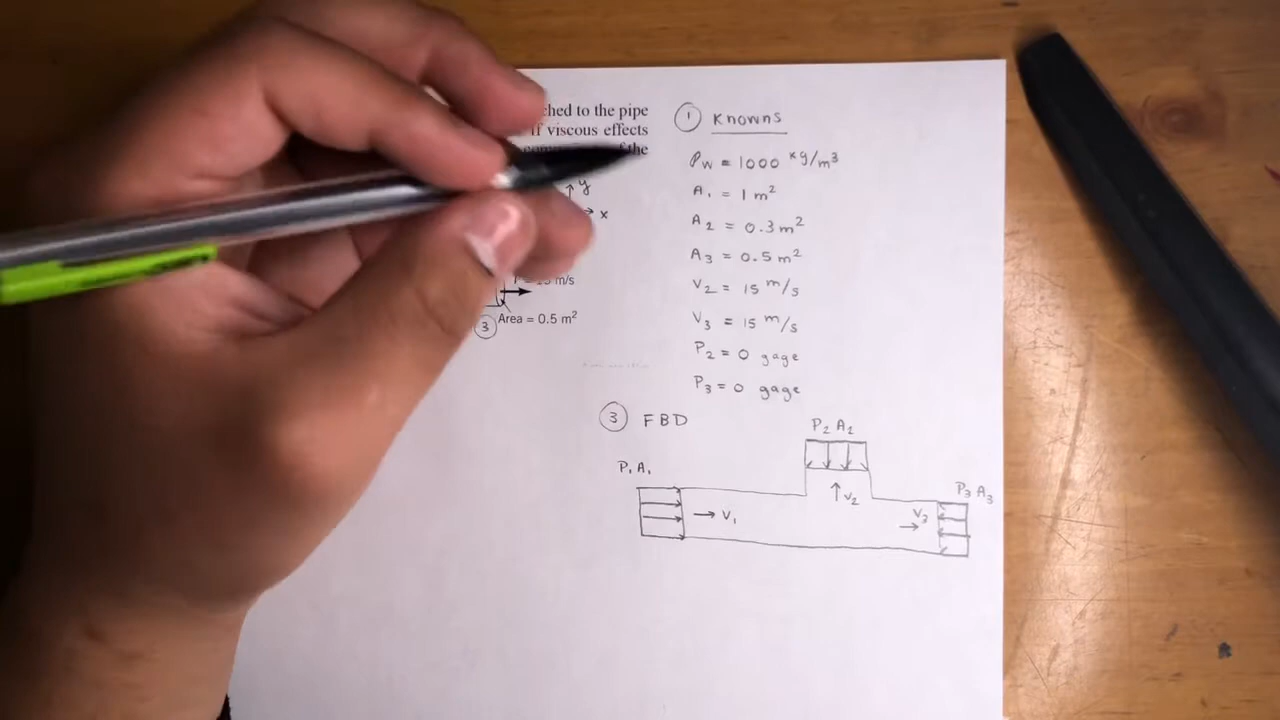 ched to the pipe
If viscous effects
the
y
x
m/s
3 Area = 0.5 m²
1 Knowns
ρw = 1000 kg/m³
A₁ = 1 m²
A₂ = 0.3 m²
A₃ = 0.5 m²
V₂ = 15 m/s
V₃ = 15 m/s
P₂ = 0 gage
P₃ = 0 gage
3 FBD
P₂ A₂
P₁ A₁
P₃ A₃
V₂
V₃
V₁